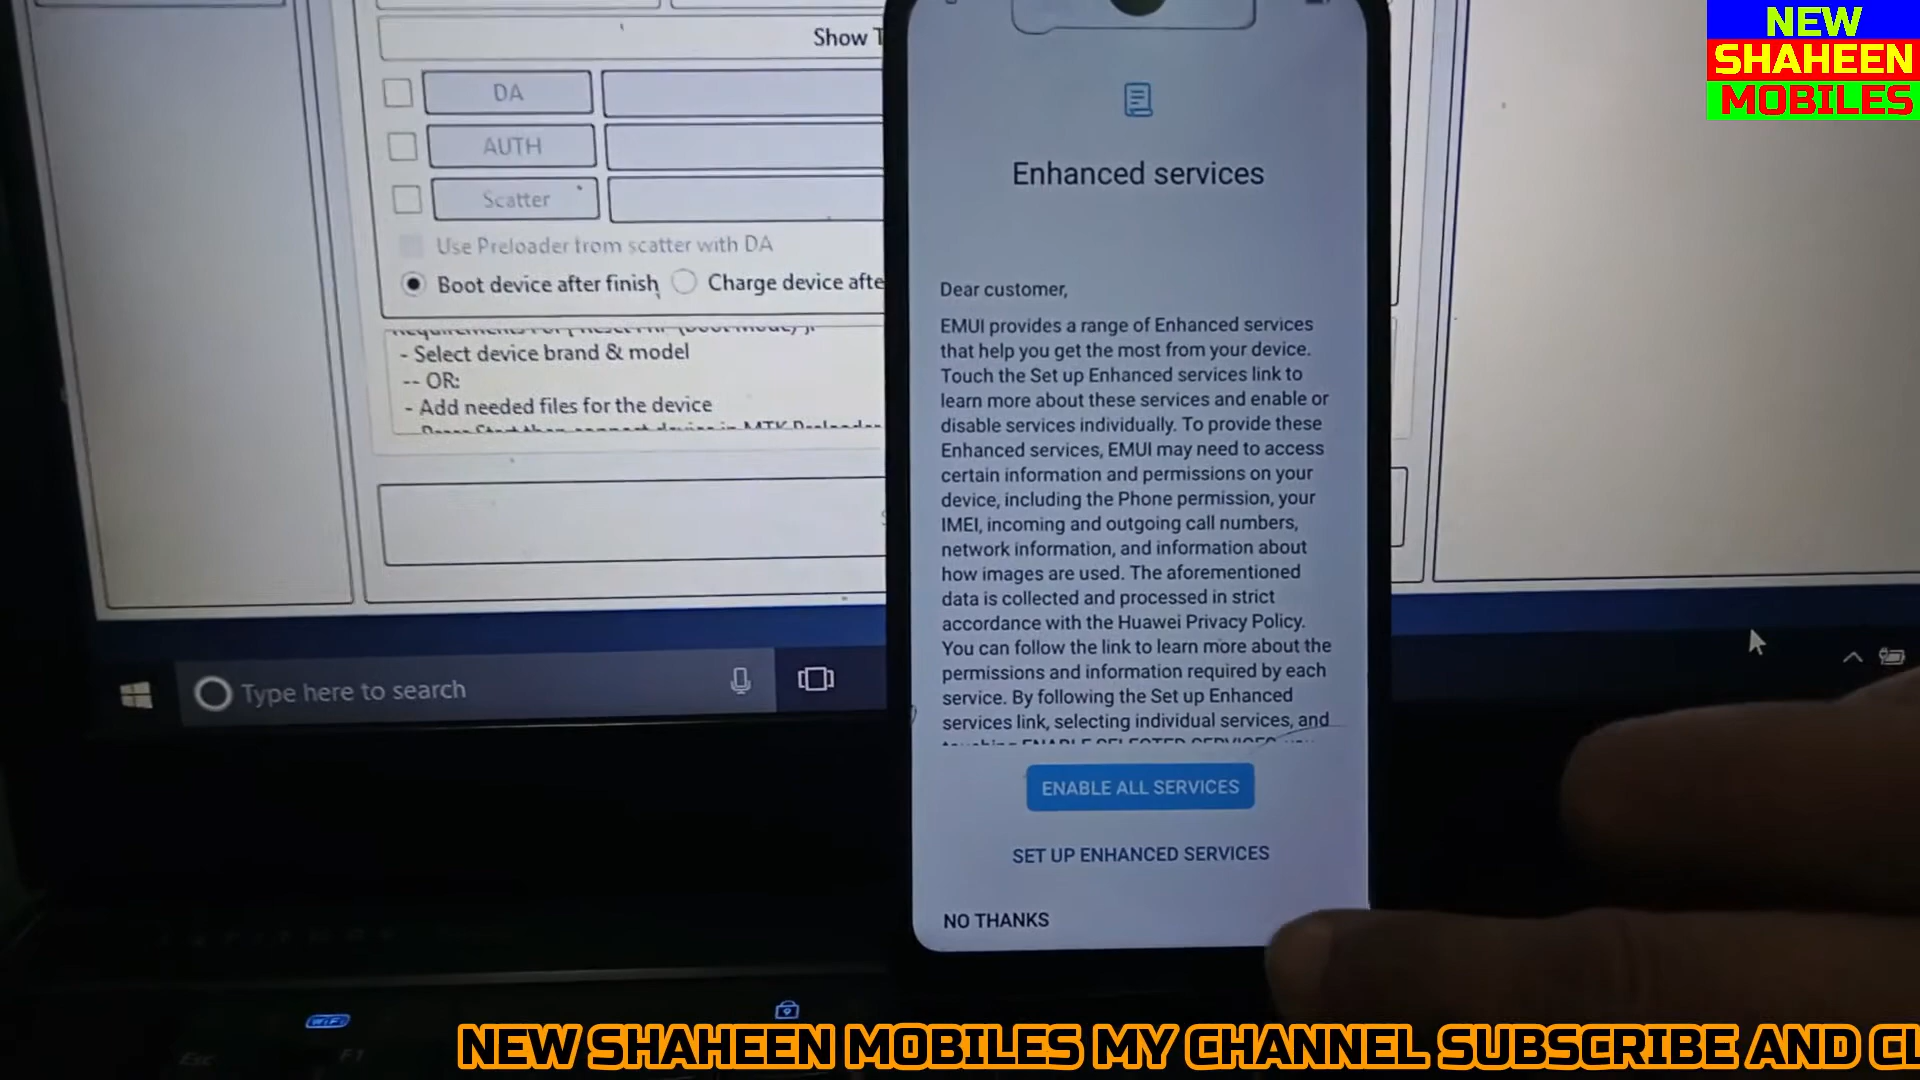 NEW
SHAHEEN
MOBILES
Show
DA
AUTH
Scatter
Use Preloader from scatter with DA
Boot device after finish
Charge device afte
- Select device brand & model
-- OR:
- Add needed files for the device
Type here to search
Enhanced services
Dear customer,
EMUI provides a range of Enhanced services
that help you get the most from your device.
Touch the Set up Enhanced services link to
learn more about these services and enable or
disable services individually. To provide these
Enhanced services, EMUI may need to access
certain information and permissions on your
device, including the Phone permission, your
IMEI, incoming and outgoing call numbers,
network information, and information about
how images are used. The aforementioned
data is collected and processed in strict
accordance with the Huawei Privacy Policy.
You can follow the link to learn more about the
permissions and information required by each
service. By following the Set up Enhanced
services link, selecting individual services, and
ENABLE ALL SERVICES
SET UP ENHANCED SERVICES
NO THANKS
WiFi
Esc
F1
NEW SHAHEEN MOBILES MY CHANNEL SUBSCRIBE AND CL